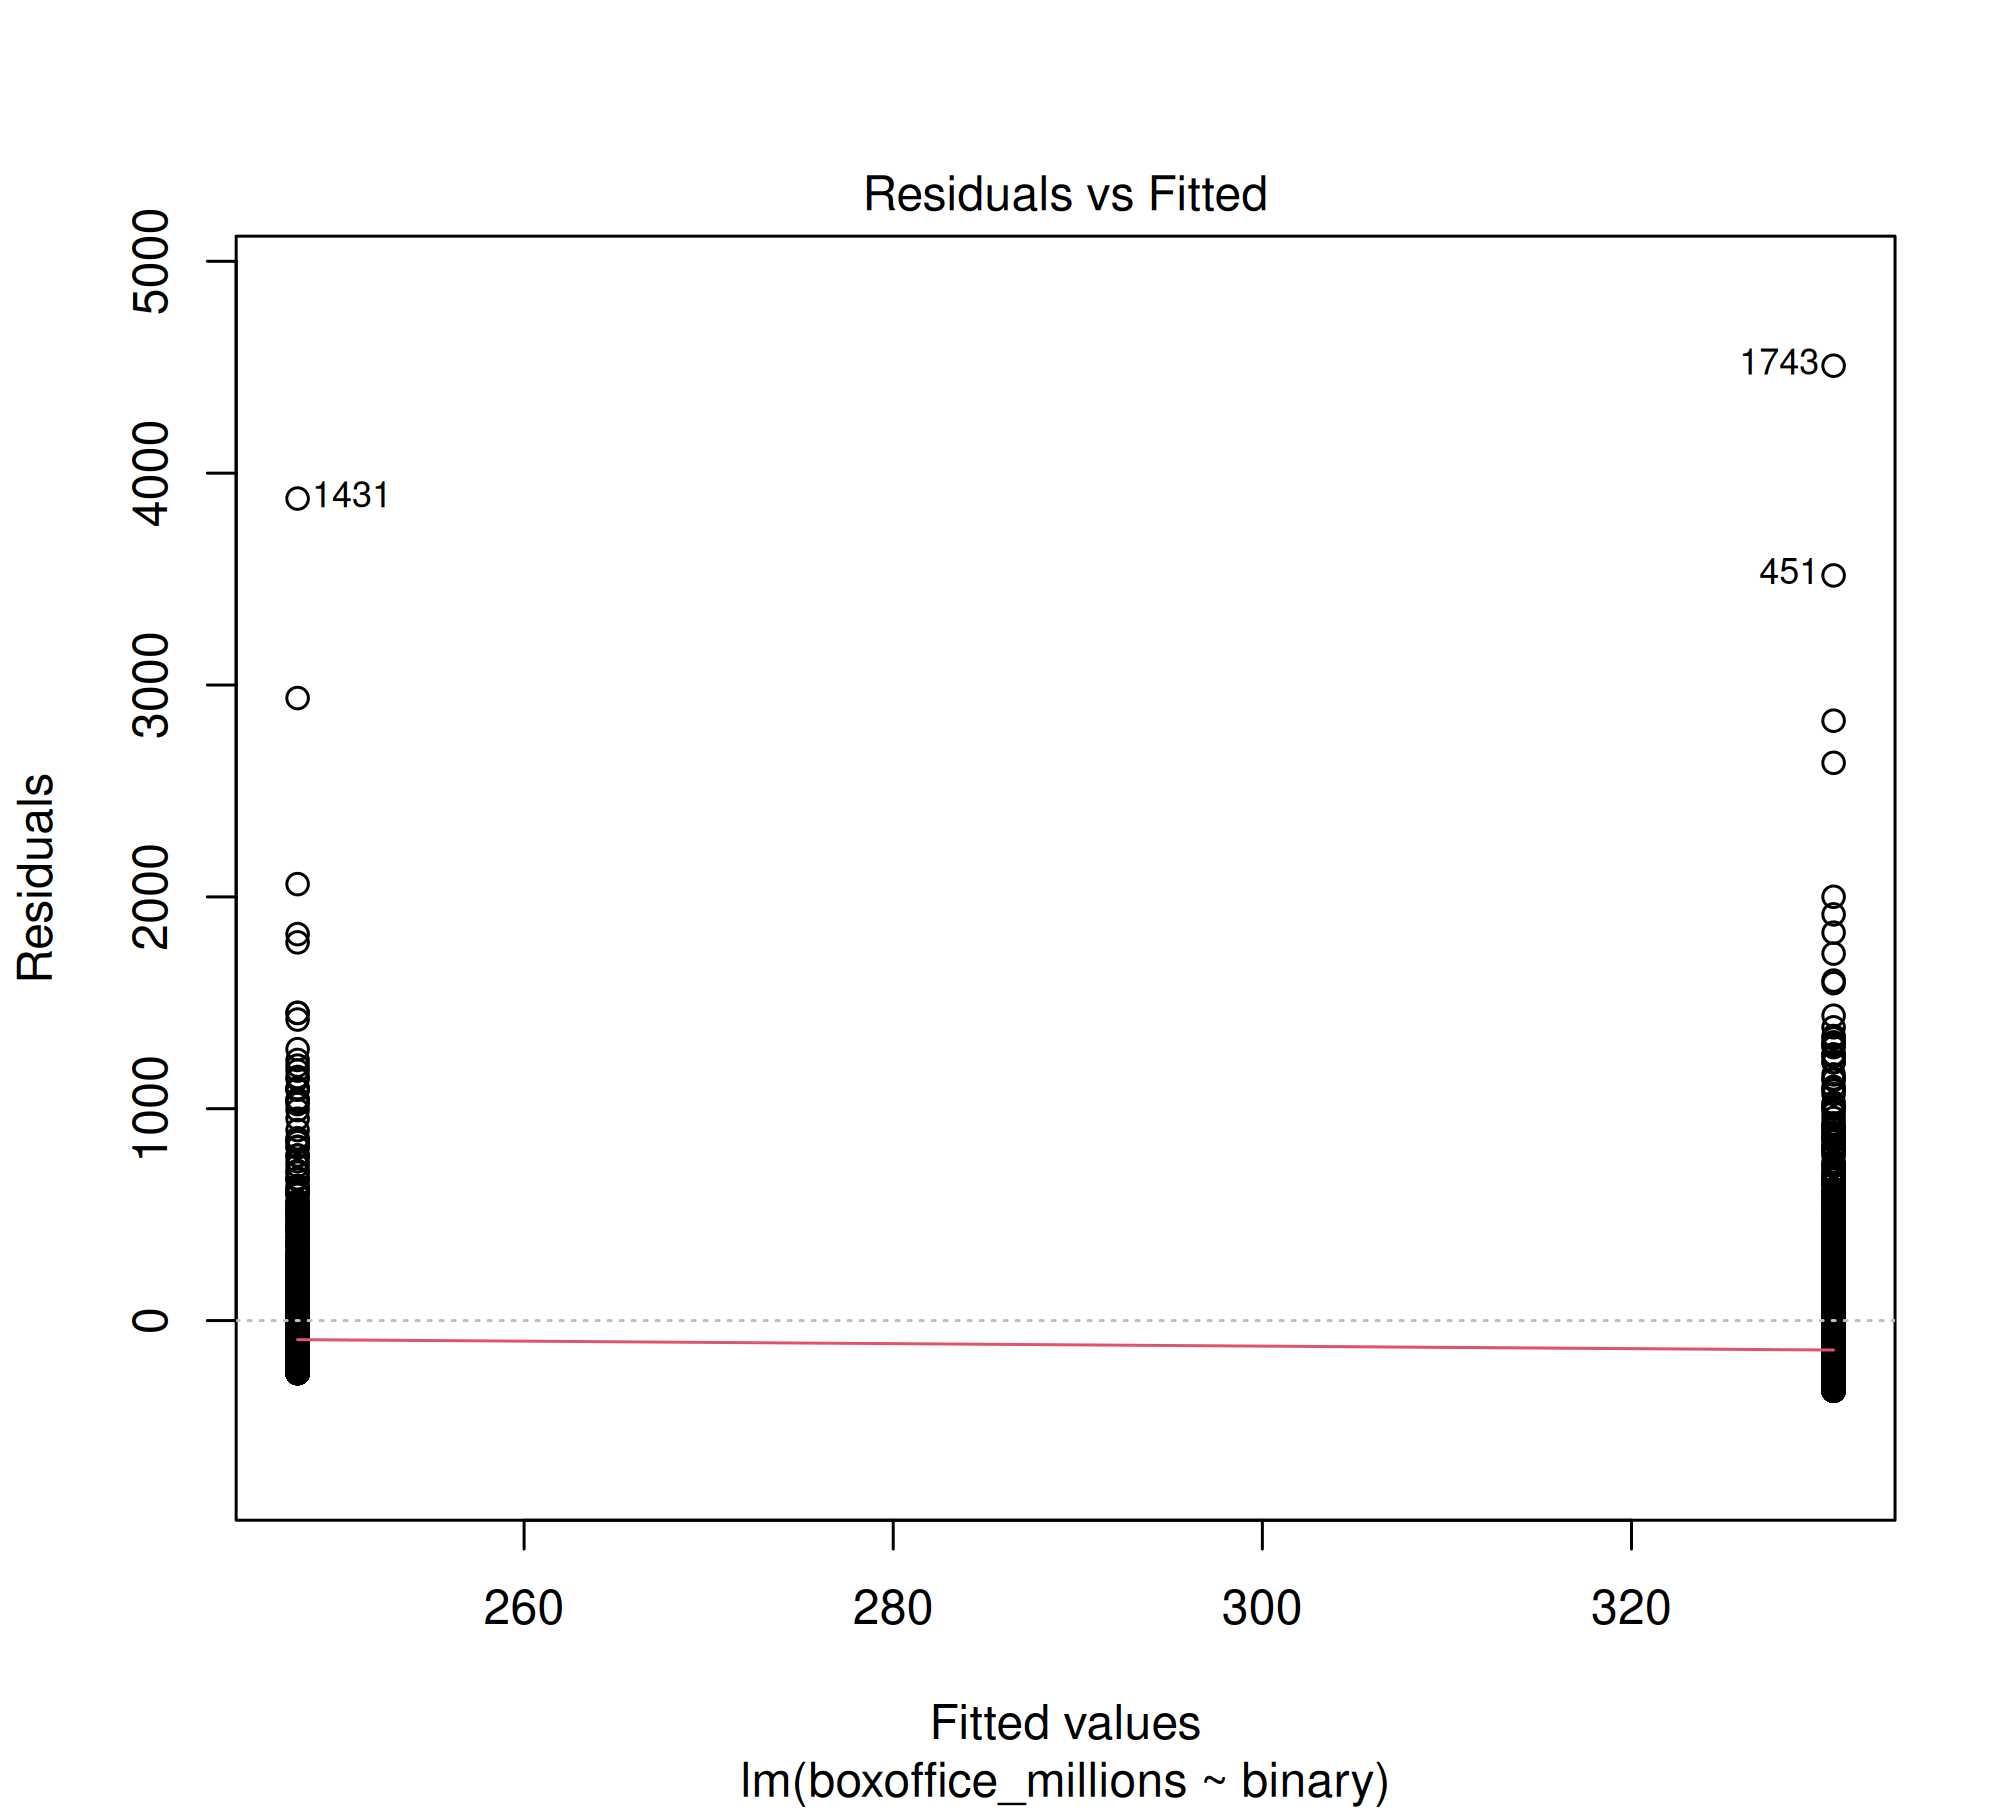 Residuals vs Fitted
5000
4000
3000
2000
1000
0
Residuals
1743
1431
451
260 280 300 320
Fitted values
lm(boxoffice_millions ~ binary)